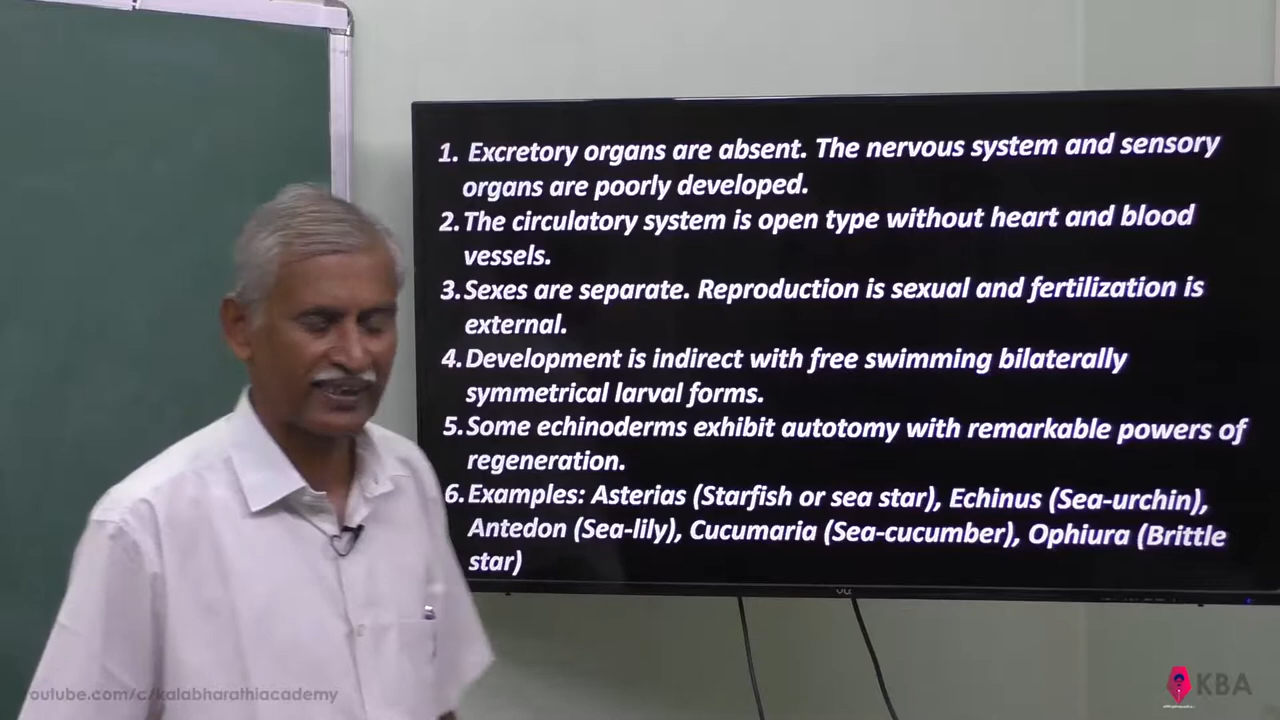 1. Excretory organs are absent. The nervous system and sensory
organs are poorly developed.
2. The circulatory system is open type without heart and blood
vessels.
3. Sexes are separate. Reproduction is sexual and fertilization is
external.
4. Development is indirect with free swimming bilaterally
symmetrical larval forms.
5. Some echinoderms exhibit autotomy with remarkable powers of
regeneration.
6. Examples: Asterias (Starfish or sea star), Echinus (Sea-urchin),
Antedon (Sea-lily), Cucumaria (Sea-cucumber), Ophiura (Brittle
star)
outube.com/c/kalabharathiacademy
KBA